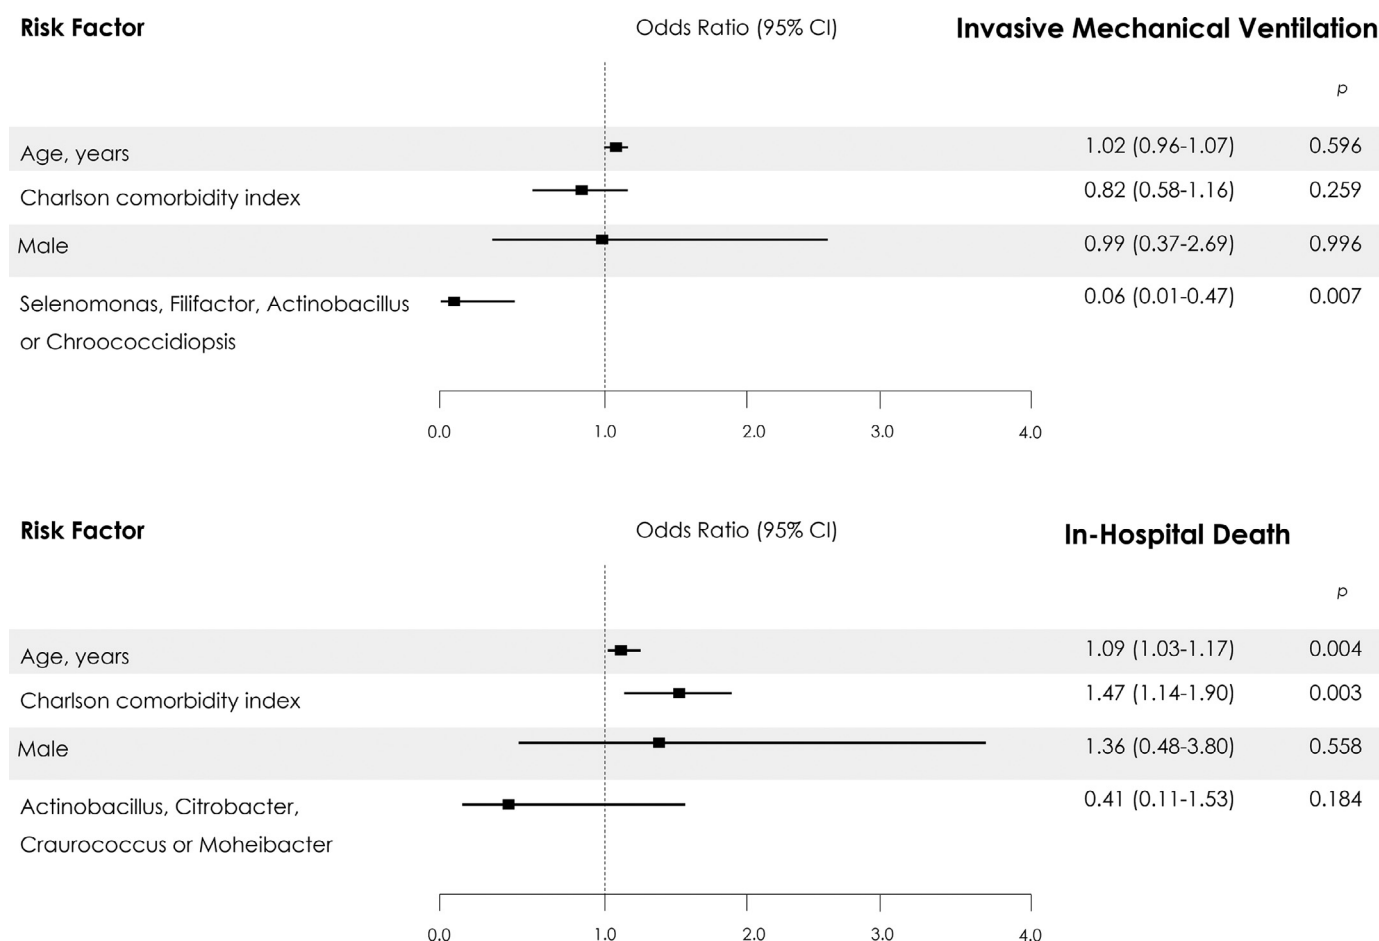 Risk Factor Odds Ratio (95% CI) Invasive Mechanical Ventilation
p
Age, years 1.02 (0.96-1.07) 0.596
Charlson comorbidity index 0.82 (0.58-1.16) 0.259
Male 0.99 (0.37-2.69) 0.996
Selenomonas, Filifactor, Actinobacillus 0.06 (0.01-0.47) 0.007
or Chroococcidiopsis
0.0 1.0 2.0 3.0 4.0
Risk Factor Odds Ratio (95% CI) In-Hospital Death
p
Age, years 1.09 (1.03-1.17) 0.004
Charlson comorbidity index 1.47 (1.14-1.90) 0.003
Male 1.36 (0.48-3.80) 0.558
Actinobacillus, Citrobacter, 0.41 (0.11-1.53) 0.184
Craurococcus or Moheibacter
0.0 1.0 2.0 3.0 4.0